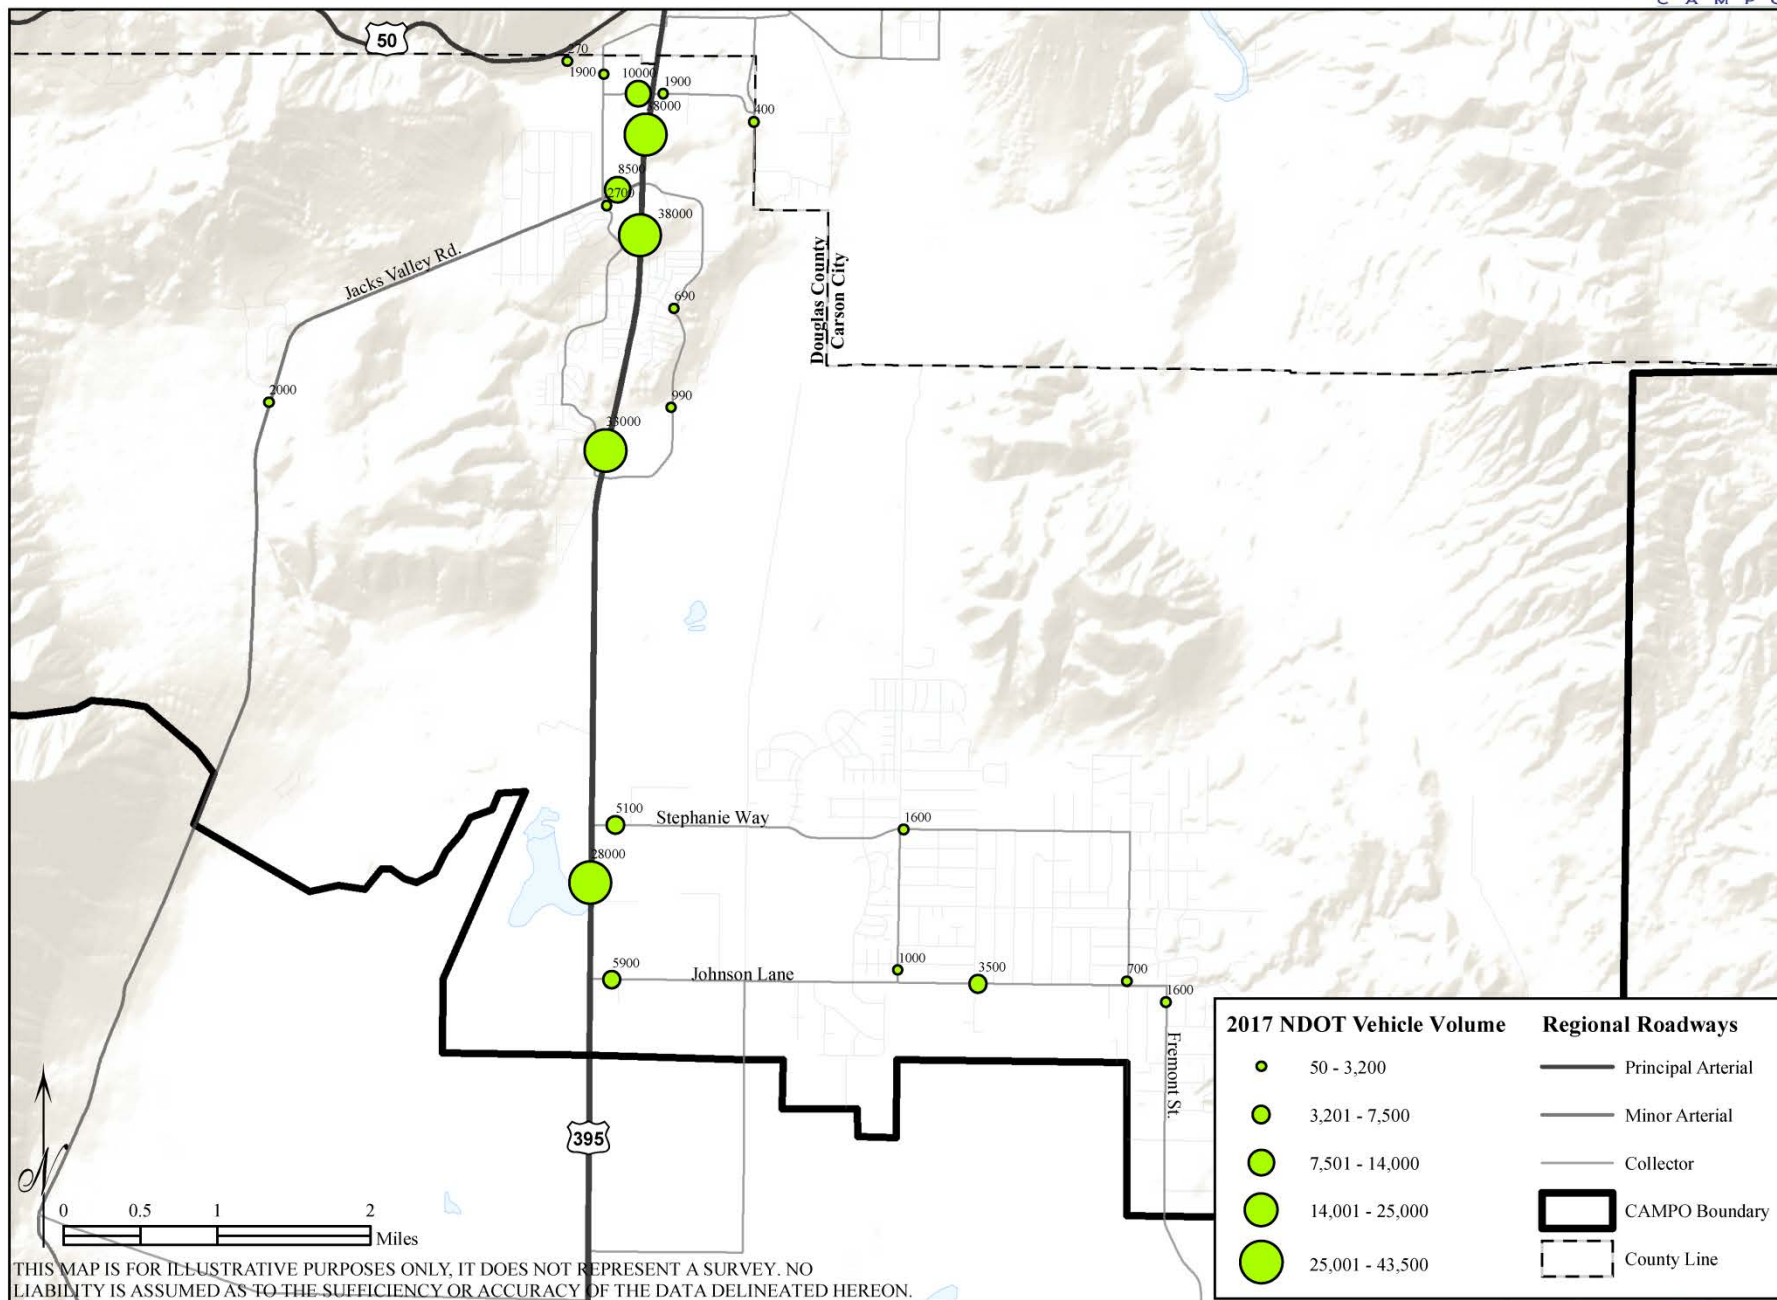 C A M P O
50
270
1900
10000
1900
38000
400
8500
2700
38000
Jacks Valley Rd.
690
Douglas County
Carson City
2000
990
33000
5100
Stephanie Way
1600
28000
5900
Johnson Lane
1000
3500
700
1600
Fremont St.
395
2017 NDOT Vehicle Volume
50 - 3,200
3,201 - 7,500
7,501 - 14,000
14,001 - 25,000
25,001 - 43,500
Regional Roadways
Principal Arterial
Minor Arterial
Collector
CAMPO Boundary
County Line
N
0 0.5 1 2
Miles
THIS MAP IS FOR ILLUSTRATIVE PURPOSES ONLY, IT DOES NOT REPRESENT A SURVEY. NO
LIABILITY IS ASSUMED AS TO THE SUFFICIENCY OR ACCURACY OF THE DATA DELINEATED HEREON.